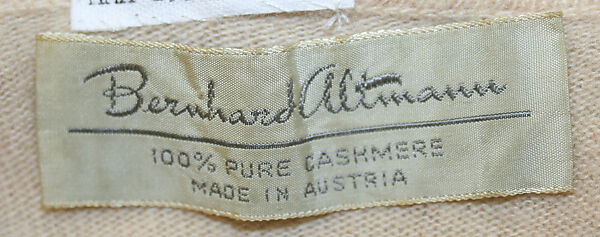 Bernhard Altmann
100% PURE CASHMERE
MADE IN AUSTRIA